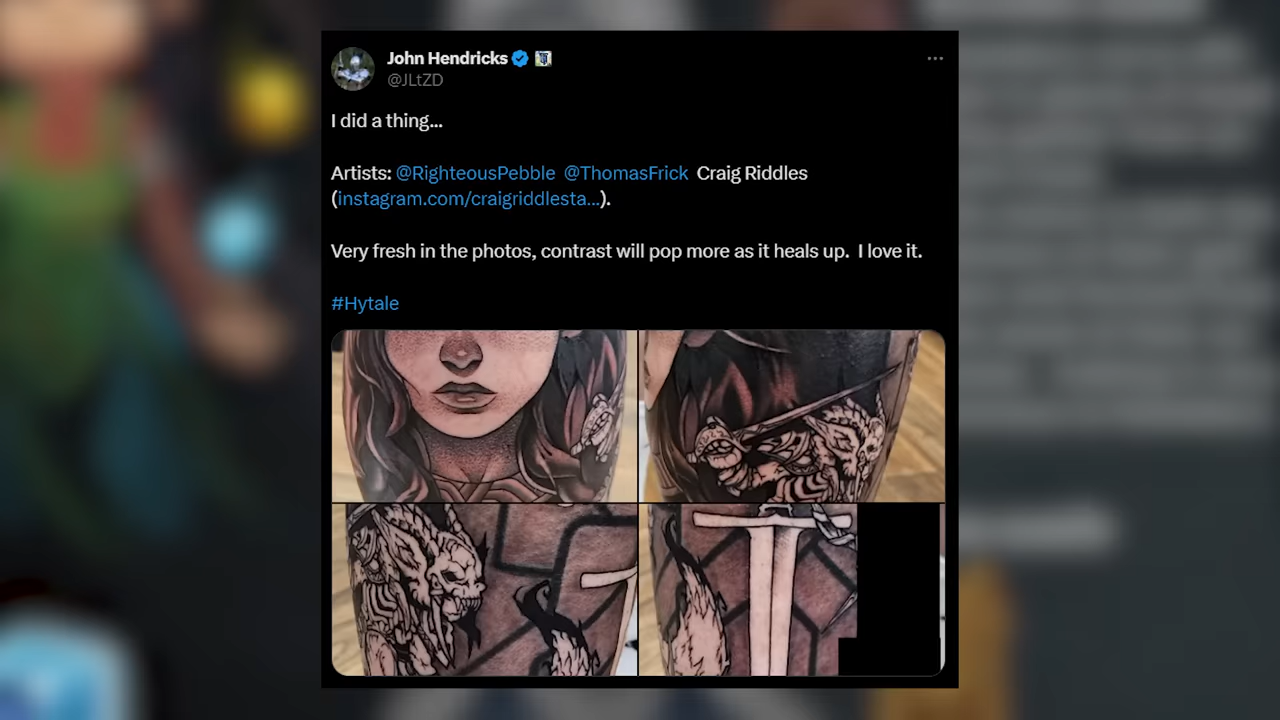 John Hendricks
@JLtZD
I did a thing...
Artists: @RighteousPebble @ThomasFrick Craig Riddles
(instagram.com/craigriddlesta...).
Very fresh in the photos, contrast will pop more as it heals up. I love it.
#Hytale